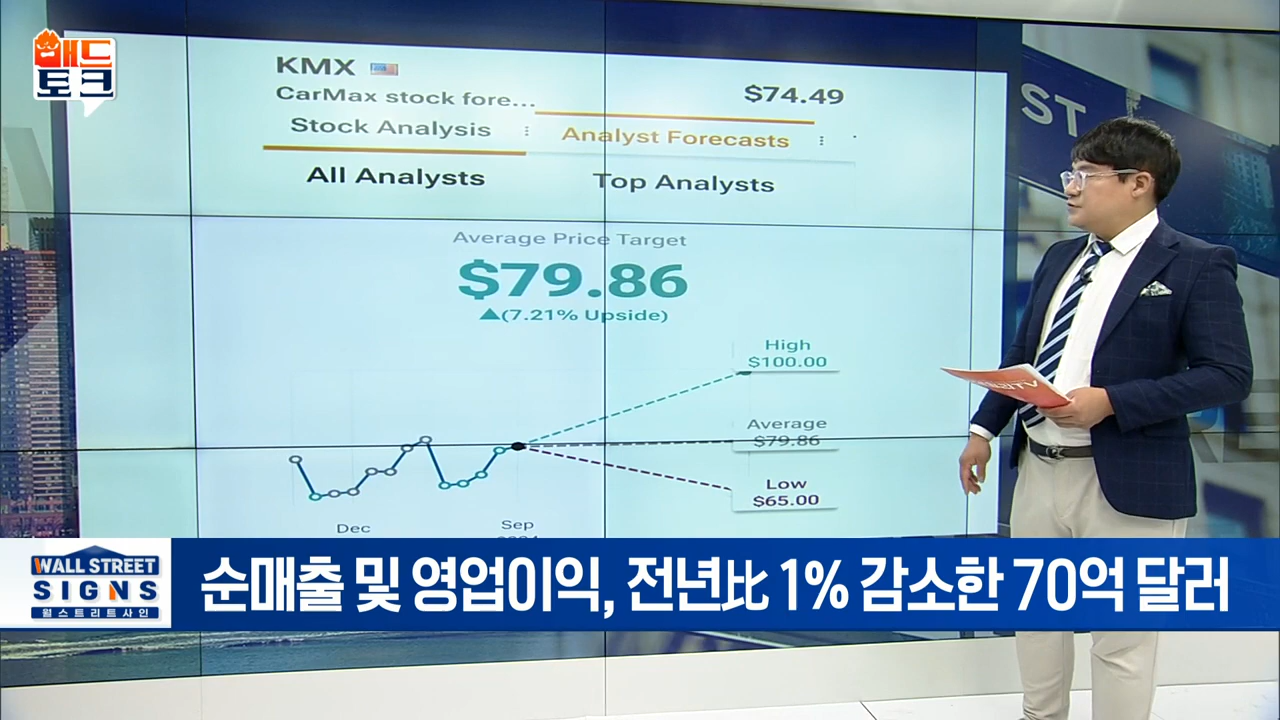 매드
토크
KMX
CarMax stock fore...
$74.49
Stock Analysis
Analyst Forecasts
All Analysts
Top Analysts
Average Price Target
$79.86
▲(7.21% Upside)
High
$100.00
Average
$79.86
Low
$65.00
Dec
Sep
ST
TV
WALL STREET
SIGNS
월스트리트사인
순매출 및 영업이익, 전년比 1% 감소한 70억 달러